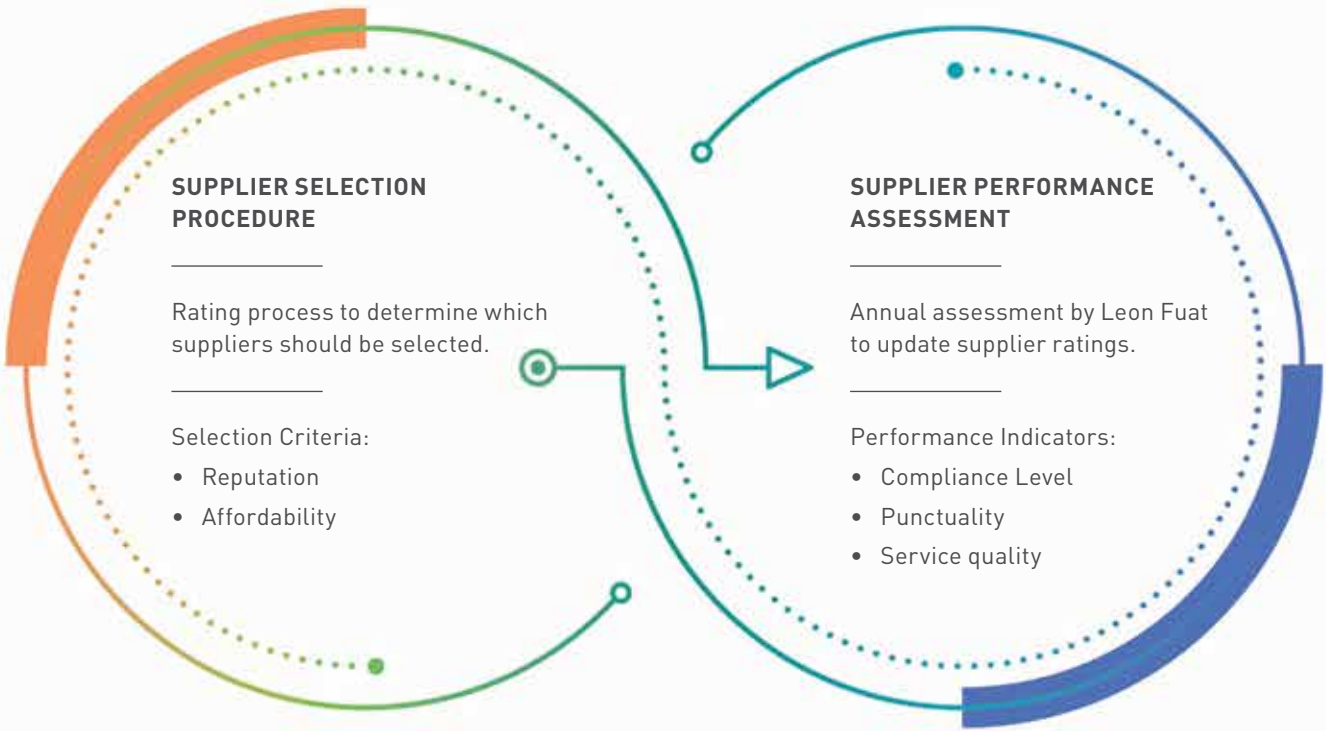 SUPPLIER SELECTION
PROCEDURE
Rating process to determine which
suppliers should be selected.
Selection Criteria:
• Reputation
• Affordability
SUPPLIER PERFORMANCE
ASSESSMENT
Annual assessment by Leon Fuat
to update supplier ratings.
Performance Indicators:
• Compliance Level
• Punctuality
• Service quality